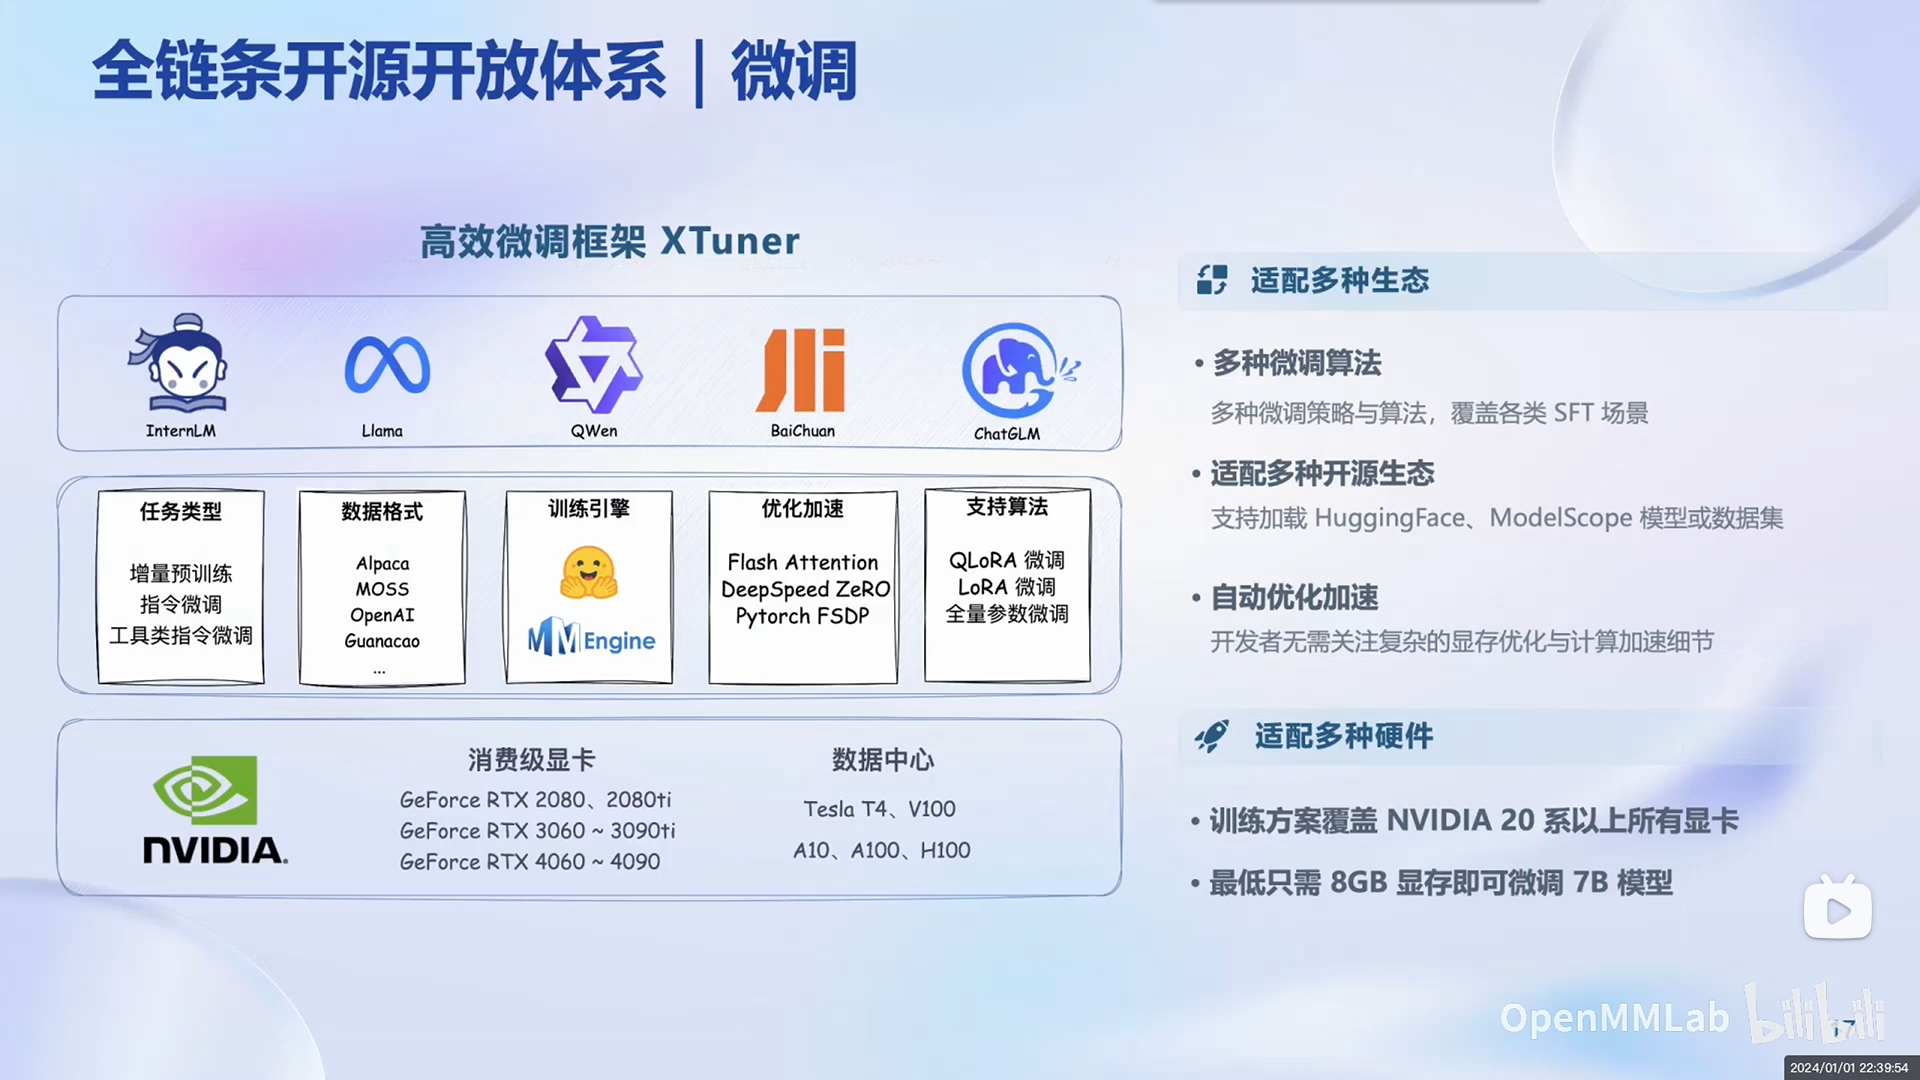 全链条开源开放体系 | 微调
高效微调框架 XTuner
InternLM
Llama
QWen
BaiChuan
ChatGLM
任务类型
增量预训练
指令微调
工具类指令微调
数据格式
Alpaca
MOSS
OpenAI
Guanacao
...
训练引擎
MMEngine
优化加速
Flash Attention
DeepSpeed ZeRO
Pytorch FSDP
支持算法
QLoRA 微调
LoRA 微调
全量参数微调
NVIDIA.
消费级显卡
GeForce RTX 2080、2080ti
GeForce RTX 3060 ~ 3090ti
GeForce RTX 4060 ~ 4090
数据中心
Tesla T4、V100
A10、A100、H100
适配多种生态
• 多种微调算法
多种微调策略与算法，覆盖各类 SFT 场景
• 适配多种开源生态
支持加载 HuggingFace、ModelScope 模型或数据集
• 自动优化加速
开发者无需关注复杂的显存优化与计算加速细节
适配多种硬件
• 训练方案覆盖 NVIDIA 20 系以上所有显卡
• 最低只需 8GB 显存即可微调 7B 模型
OpenMMLab bilibili
17
2024/01/01 22:39:54